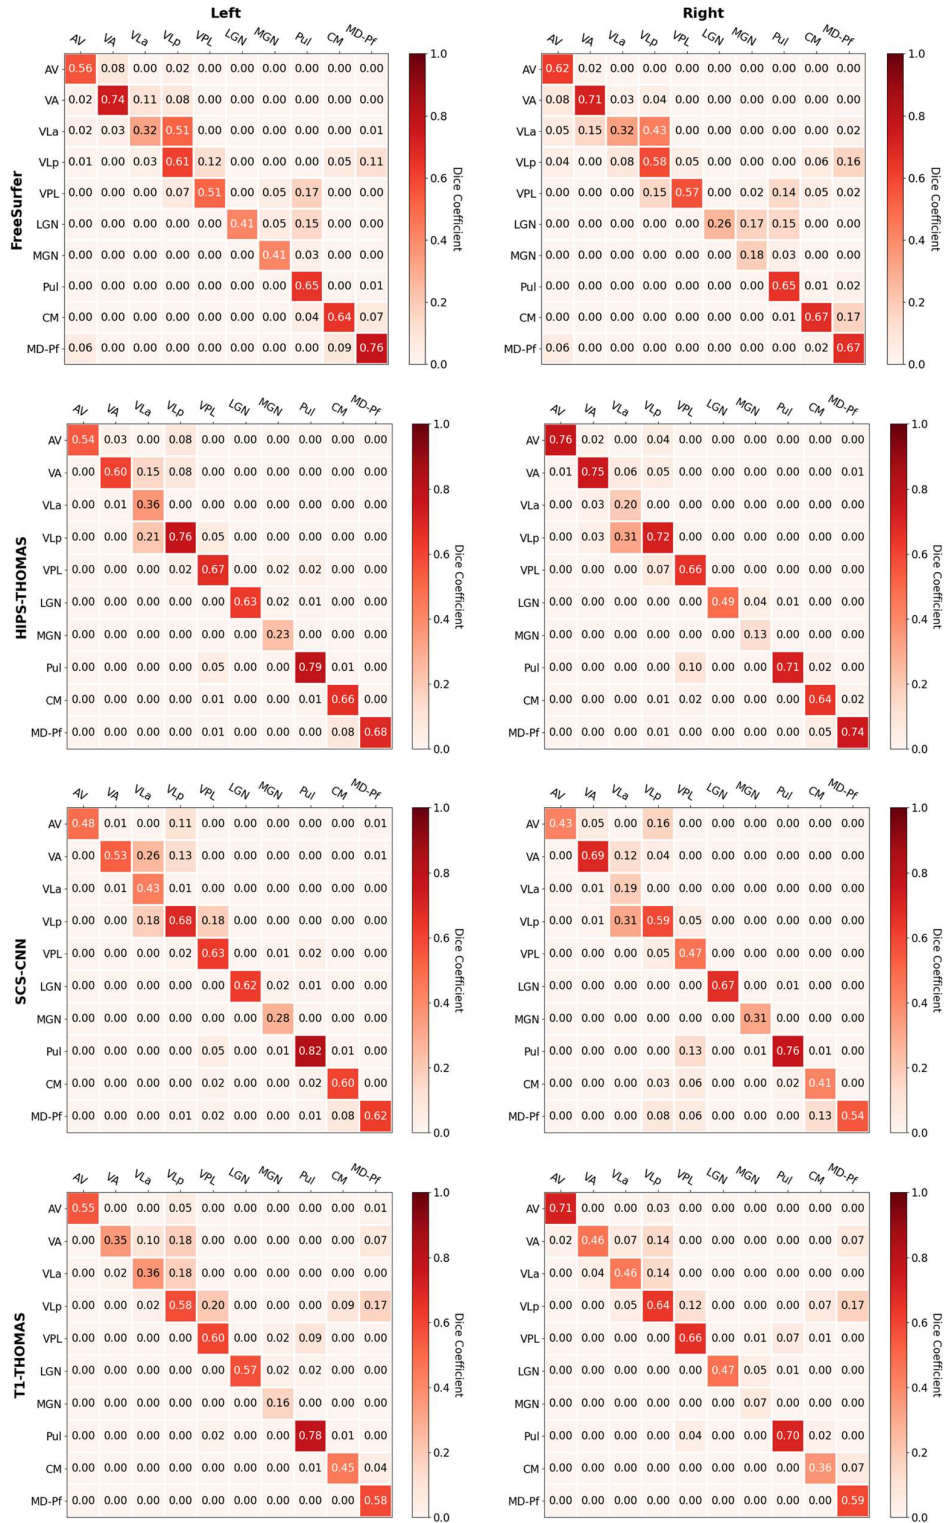 Left
Right
AV VA VLa VLp VPL LGN MGN Pul CM MD-Pf
FreeSurfer
AV 0.56 0.08 0.00 0.02 0.00 0.00 0.00 0.00 0.00 0.00
VA 0.02 0.74 0.11 0.08 0.00 0.00 0.00 0.00 0.00 0.00
VLa 0.02 0.03 0.32 0.51 0.00 0.00 0.00 0.00 0.00 0.01
VLp 0.01 0.00 0.03 0.61 0.12 0.00 0.00 0.00 0.05 0.11
VPL 0.00 0.00 0.00 0.07 0.51 0.00 0.05 0.17 0.00 0.00
LGN 0.00 0.00 0.00 0.00 0.00 0.41 0.05 0.15 0.00 0.00
MGN 0.00 0.00 0.00 0.00 0.00 0.00 0.41 0.03 0.00 0.00
Pul 0.00 0.00 0.00 0.00 0.00 0.00 0.00 0.65 0.00 0.01
CM 0.00 0.00 0.00 0.00 0.00 0.00 0.00 0.04 0.64 0.07
MD-Pf 0.06 0.00 0.00 0.00 0.00 0.00 0.00 0.00 0.09 0.76
1.0
0.8
0.6
0.4
0.2
0.0
Dice Coefficient
AV VA VLa VLp VPL LGN MGN Pul CM MD-Pf
AV 0.62 0.02 0.00 0.00 0.00 0.00 0.00 0.00 0.00 0.00
VA 0.08 0.71 0.03 0.04 0.00 0.00 0.00 0.00 0.00 0.00
VLa 0.05 0.15 0.32 0.43 0.00 0.00 0.00 0.00 0.00 0.02
VLp 0.04 0.00 0.08 0.58 0.05 0.00 0.00 0.00 0.06 0.16
VPL 0.00 0.00 0.00 0.15 0.57 0.00 0.02 0.14 0.05 0.02
LGN 0.00 0.00 0.00 0.00 0.00 0.26 0.17 0.15 0.00 0.00
MGN 0.00 0.00 0.00 0.00 0.00 0.00 0.18 0.03 0.00 0.00
Pul 0.00 0.00 0.00 0.00 0.00 0.00 0.00 0.65 0.01 0.02
CM 0.00 0.00 0.00 0.00 0.00 0.00 0.00 0.01 0.67 0.17
MD-Pf 0.06 0.00 0.00 0.00 0.00 0.00 0.00 0.00 0.02 0.67
1.0
0.8
0.6
0.4
0.2
0.0
Dice Coefficient
AV VA VLa VLp VPL LGN MGN Pul CM MD-Pf
HIPS-THOMAS
AV 0.54 0.03 0.00 0.08 0.00 0.00 0.00 0.00 0.00 0.00
VA 0.00 0.60 0.15 0.08 0.00 0.00 0.00 0.00 0.00 0.00
VLa 0.00 0.01 0.36 0.00 0.00 0.00 0.00 0.00 0.00 0.00
VLp 0.00 0.00 0.21 0.76 0.05 0.00 0.00 0.00 0.00 0.00
VPL 0.00 0.00 0.00 0.02 0.67 0.00 0.02 0.02 0.00 0.00
LGN 0.00 0.00 0.00 0.00 0.00 0.63 0.02 0.01 0.00 0.00
MGN 0.00 0.00 0.00 0.00 0.00 0.00 0.23 0.00 0.00 0.00
Pul 0.00 0.00 0.00 0.00 0.05 0.00 0.00 0.79 0.01 0.00
CM 0.00 0.00 0.00 0.00 0.01 0.00 0.00 0.01 0.66 0.00
MD-Pf 0.00 0.00 0.00 0.00 0.01 0.00 0.00 0.00 0.08 0.68
1.0
0.8
0.6
0.4
0.2
0.0
Dice Coefficient
AV VA VLa VLp VPL LGN MGN Pul CM MD-Pf
AV 0.76 0.02 0.00 0.04 0.00 0.00 0.00 0.00 0.00 0.00
VA 0.01 0.75 0.06 0.05 0.00 0.00 0.00 0.00 0.00 0.01
VLa 0.00 0.03 0.20 0.00 0.00 0.00 0.00 0.00 0.00 0.00
VLp 0.00 0.03 0.31 0.72 0.00 0.00 0.00 0.00 0.00 0.00
VPL 0.00 0.00 0.00 0.07 0.66 0.00 0.00 0.00 0.00 0.00
LGN 0.00 0.00 0.00 0.00 0.00 0.49 0.04 0.01 0.00 0.00
MGN 0.00 0.00 0.00 0.00 0.00 0.00 0.13 0.00 0.00 0.00
Pul 0.00 0.00 0.00 0.00 0.10 0.00 0.00 0.71 0.02 0.00
CM 0.00 0.00 0.00 0.01 0.02 0.00 0.00 0.00 0.64 0.02
MD-Pf 0.00 0.00 0.00 0.00 0.01 0.00 0.00 0.00 0.05 0.74
1.0
0.8
0.6
0.4
0.2
0.0
Dice Coefficient
AV VA VLa VLp VPL LGN MGN Pul CM MD-Pf
SCS-CNN
AV 0.48 0.01 0.00 0.11 0.00 0.00 0.00 0.00 0.00 0.01
VA 0.00 0.53 0.26 0.13 0.00 0.00 0.00 0.00 0.00 0.01
VLa 0.00 0.01 0.43 0.01 0.00 0.00 0.00 0.00 0.00 0.00
VLp 0.00 0.00 0.18 0.68 0.18 0.00 0.00 0.00 0.00 0.00
VPL 0.00 0.00 0.00 0.02 0.63 0.00 0.01 0.02 0.00 0.00
LGN 0.00 0.00 0.00 0.00 0.00 0.62 0.02 0.01 0.00 0.00
MGN 0.00 0.00 0.00 0.00 0.00 0.00 0.28 0.00 0.00 0.00
Pul 0.00 0.00 0.00 0.00 0.05 0.00 0.01 0.82 0.01 0.00
CM 0.00 0.00 0.00 0.00 0.02 0.00 0.00 0.02 0.60 0.00
MD-Pf 0.00 0.00 0.00 0.01 0.02 0.00 0.00 0.01 0.08 0.62
1.0
0.8
0.6
0.4
0.2
0.0
Dice Coefficient
AV VA VLa VLp VPL LGN MGN Pul CM MD-Pf
AV 0.43 0.05 0.00 0.16 0.00 0.00 0.00 0.00 0.00 0.00
VA 0.00 0.69 0.12 0.04 0.00 0.00 0.00 0.00 0.00 0.00
VLa 0.00 0.01 0.19 0.00 0.00 0.00 0.00 0.00 0.00 0.00
VLp 0.00 0.01 0.31 0.59 0.05 0.00 0.00 0.00 0.00 0.00
VPL 0.00 0.00 0.00 0.05 0.47 0.00 0.00 0.00 0.00 0.00
LGN 0.00 0.00 0.00 0.00 0.00 0.67 0.00 0.01 0.00 0.00
MGN 0.00 0.00 0.00 0.00 0.00 0.00 0.31 0.00 0.00 0.00
Pul 0.00 0.00 0.00 0.00 0.13 0.00 0.01 0.76 0.01 0.00
CM 0.00 0.00 0.00 0.03 0.06 0.00 0.00 0.02 0.41 0.00
MD-Pf 0.00 0.00 0.00 0.08 0.06 0.00 0.00 0.00 0.13 0.54
1.0
0.8
0.6
0.4
0.2
0.0
Dice Coefficient
AV VA VLa VLp VPL LGN MGN Pul CM MD-Pf
T1-THOMAS
AV 0.55 0.00 0.00 0.05 0.00 0.00 0.00 0.00 0.00 0.01
VA 0.00 0.35 0.10 0.18 0.00 0.00 0.00 0.00 0.00 0.07
VLa 0.00 0.02 0.36 0.18 0.00 0.00 0.00 0.00 0.00 0.00
VLp 0.00 0.00 0.02 0.58 0.20 0.00 0.00 0.00 0.09 0.17
VPL 0.00 0.00 0.00 0.00 0.60 0.00 0.02 0.09 0.00 0.00
LGN 0.00 0.00 0.00 0.00 0.00 0.57 0.02 0.02 0.00 0.00
MGN 0.00 0.00 0.00 0.00 0.00 0.00 0.16 0.00 0.00 0.00
Pul 0.00 0.00 0.00 0.00 0.02 0.00 0.00 0.78 0.01 0.00
CM 0.00 0.00 0.00 0.00 0.00 0.00 0.00 0.01 0.45 0.04
MD-Pf 0.00 0.00 0.00 0.00 0.00 0.00 0.00 0.00 0.00 0.58
1.0
0.8
0.6
0.4
0.2
0.0
Dice Coefficient
AV VA VLa VLp VPL LGN MGN Pul CM MD-Pf
AV 0.71 0.00 0.00 0.03 0.00 0.00 0.00 0.00 0.00 0.00
VA 0.02 0.46 0.07 0.14 0.00 0.00 0.00 0.00 0.00 0.07
VLa 0.00 0.04 0.46 0.14 0.00 0.00 0.00 0.00 0.00 0.00
VLp 0.00 0.00 0.05 0.64 0.12 0.00 0.00 0.00 0.07 0.17
VPL 0.00 0.00 0.00 0.00 0.66 0.00 0.01 0.07 0.01 0.00
LGN 0.00 0.00 0.00 0.00 0.00 0.47 0.05 0.01 0.00 0.00
MGN 0.00 0.00 0.00 0.00 0.00 0.00 0.07 0.00 0.00 0.00
Pul 0.00 0.00 0.00 0.00 0.04 0.00 0.00 0.70 0.02 0.00
CM 0.00 0.00 0.00 0.00 0.00 0.00 0.00 0.00 0.36 0.07
MD-Pf 0.00 0.00 0.00 0.00 0.00 0.00 0.00 0.00 0.00 0.59
1.0
0.8
0.6
0.4
0.2
0.0
Dice Coefficient